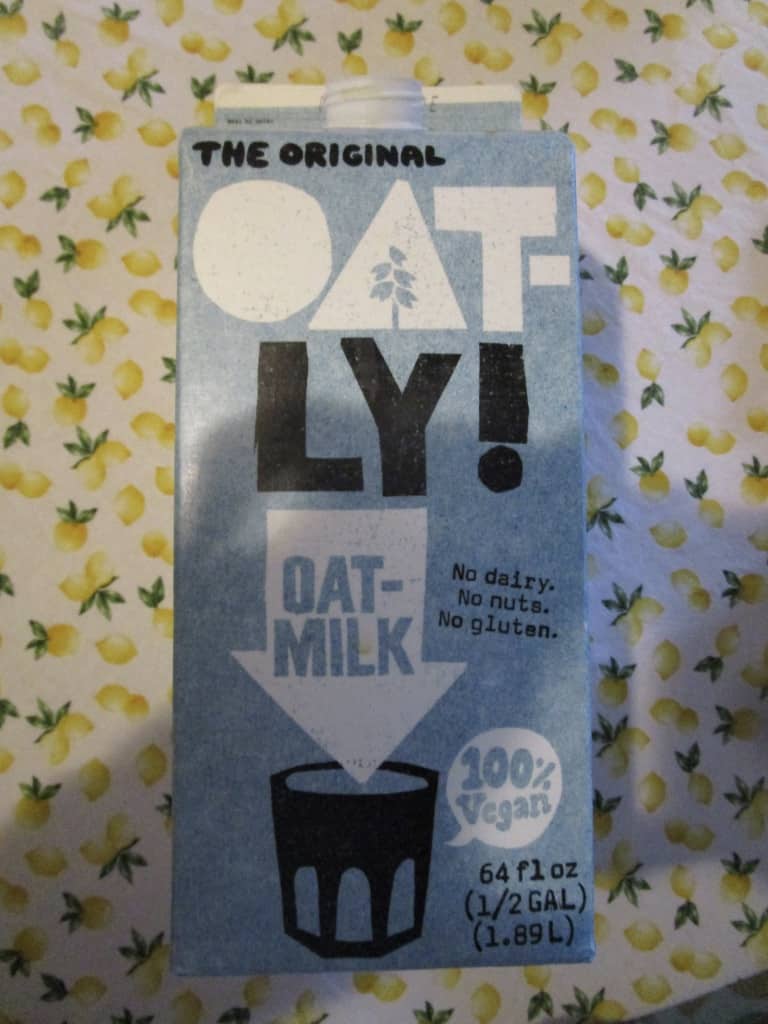 THE ORIGINAL
OAT-
LY!
OAT-
MILK
No dairy.
No nuts.
No gluten.
100%
Vegan
64 fl oz
(1/2 GAL)
(1.89 L)